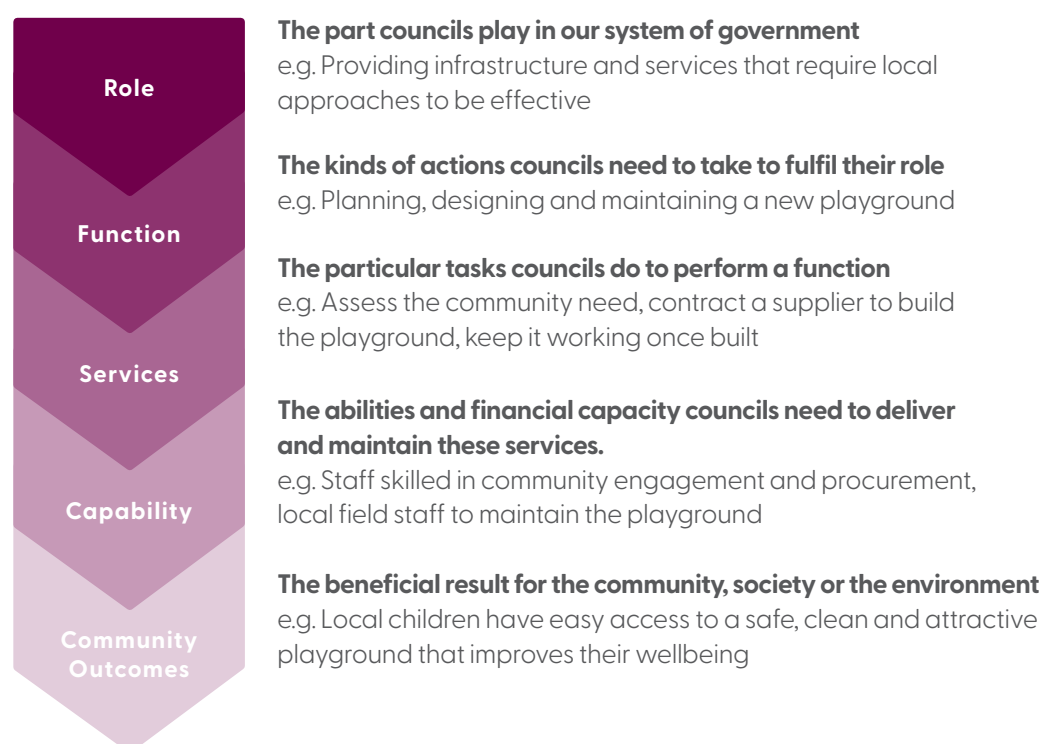 Role
The part councils play in our system of government
e.g. Providing infrastructure and services that require local
approaches to be effective
Function
The kinds of actions councils need to take to fulfil their role
e.g. Planning, designing and maintaining a new playground
Services
The particular tasks councils do to perform a function
e.g. Assess the community need, contract a supplier to build
the playground, keep it working once built
Capability
The abilities and financial capacity councils need to deliver
and maintain these services.
e.g. Staff skilled in community engagement and procurement,
local field staff to maintain the playground
Community
Outcomes
The beneficial result for the community, society or the environment
e.g. Local children have easy access to a safe, clean and attractive
playground that improves their wellbeing